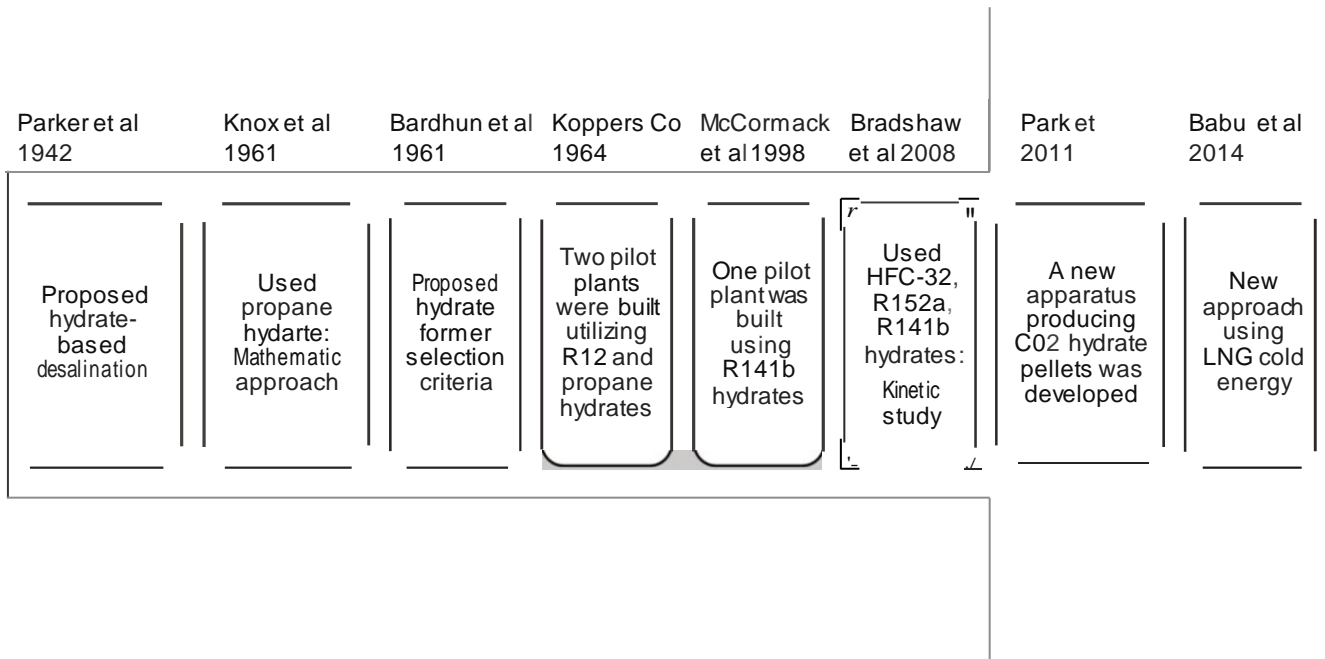 Parker et al
1942
Knox et al
1961
Bardhun et al
1961
Koppers Co
1964
McCormack
et al 1998
Bradshaw
et al 2008
Park et
2011
Babu et al
2014
Proposed
hydrate-
based
desalination
Used
propane
hydarte:
Mathematic
approach
Proposed
hydrate
former
selection
criteria
Two pilot
plants
were built
utilizing
R12 and
propane
hydrates
One pilot
plant was
built
using
R141b
hydrates
Used
HFC-32,
R152a,
R141b
hydrates:
Kinetic
study
A new
apparatus
producing
C02 hydrate
pellets was
developed
New
approach
using
LNG cold
energy